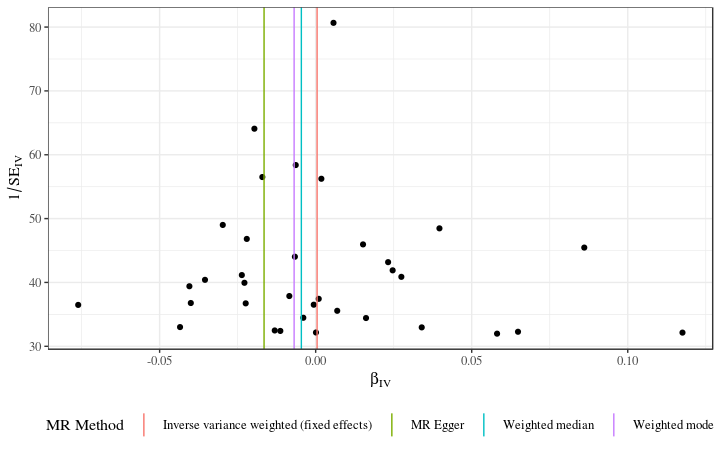 80
70
60
50
40
30
1/SE_IV
-0.05 0.00 0.05 0.10
β_IV
MR Method Inverse variance weighted (fixed effects) MR Egger Weighted median Weighted mode